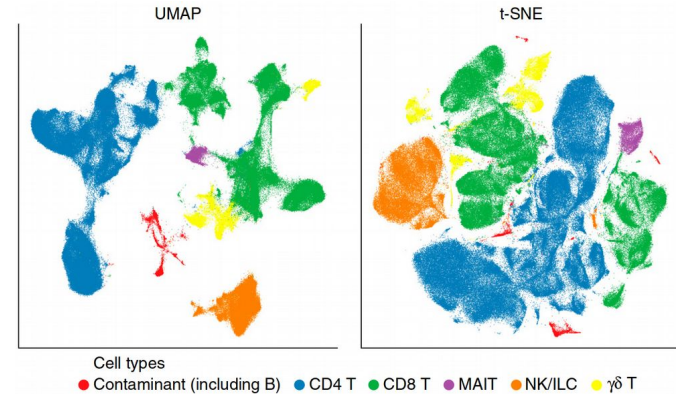 UMAP
t-SNE
Cell types
Contaminant (including B) CD4 T CD8 T MAIT NK/ILC γδ T